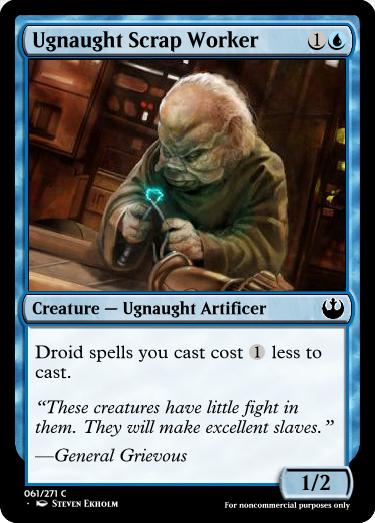 Ugnaught Scrap Worker 1
Creature — Ugnaught Artificer
Droid spells you cast cost 1 less to
cast.
“These creatures have little fight in
them. They will make excellent slaves.”
—General Grievous
1/2
061/271 C
· Steven Ekholm
For noncommercial purposes only